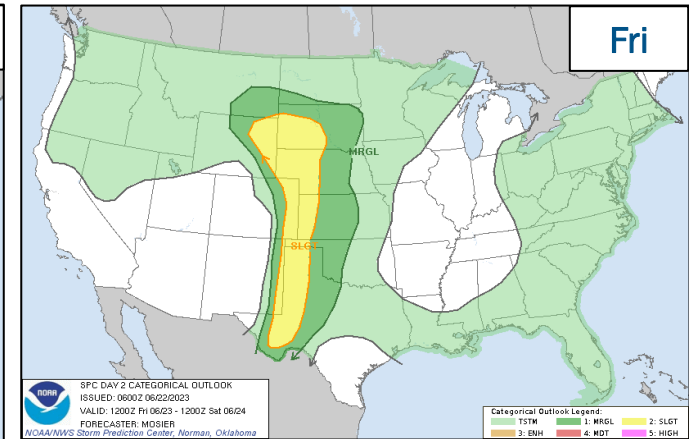 Fri
MRGL
SLGT
NOAA
SPC DAY 2 CATEGORICAL OUTLOOK
ISSUED: 0600Z 06/22/2023
VALID: 1200Z Fri 06/23 - 1200Z Sat 06/24
FORECASTER: MOSIER
NOAA/NWS Storm Prediction Center, Norman, Oklahoma
Categorical Outlook Legend:
TSTM 1: MRGL 2: SLGT
3: ENH 4: MDT 5: HIGH